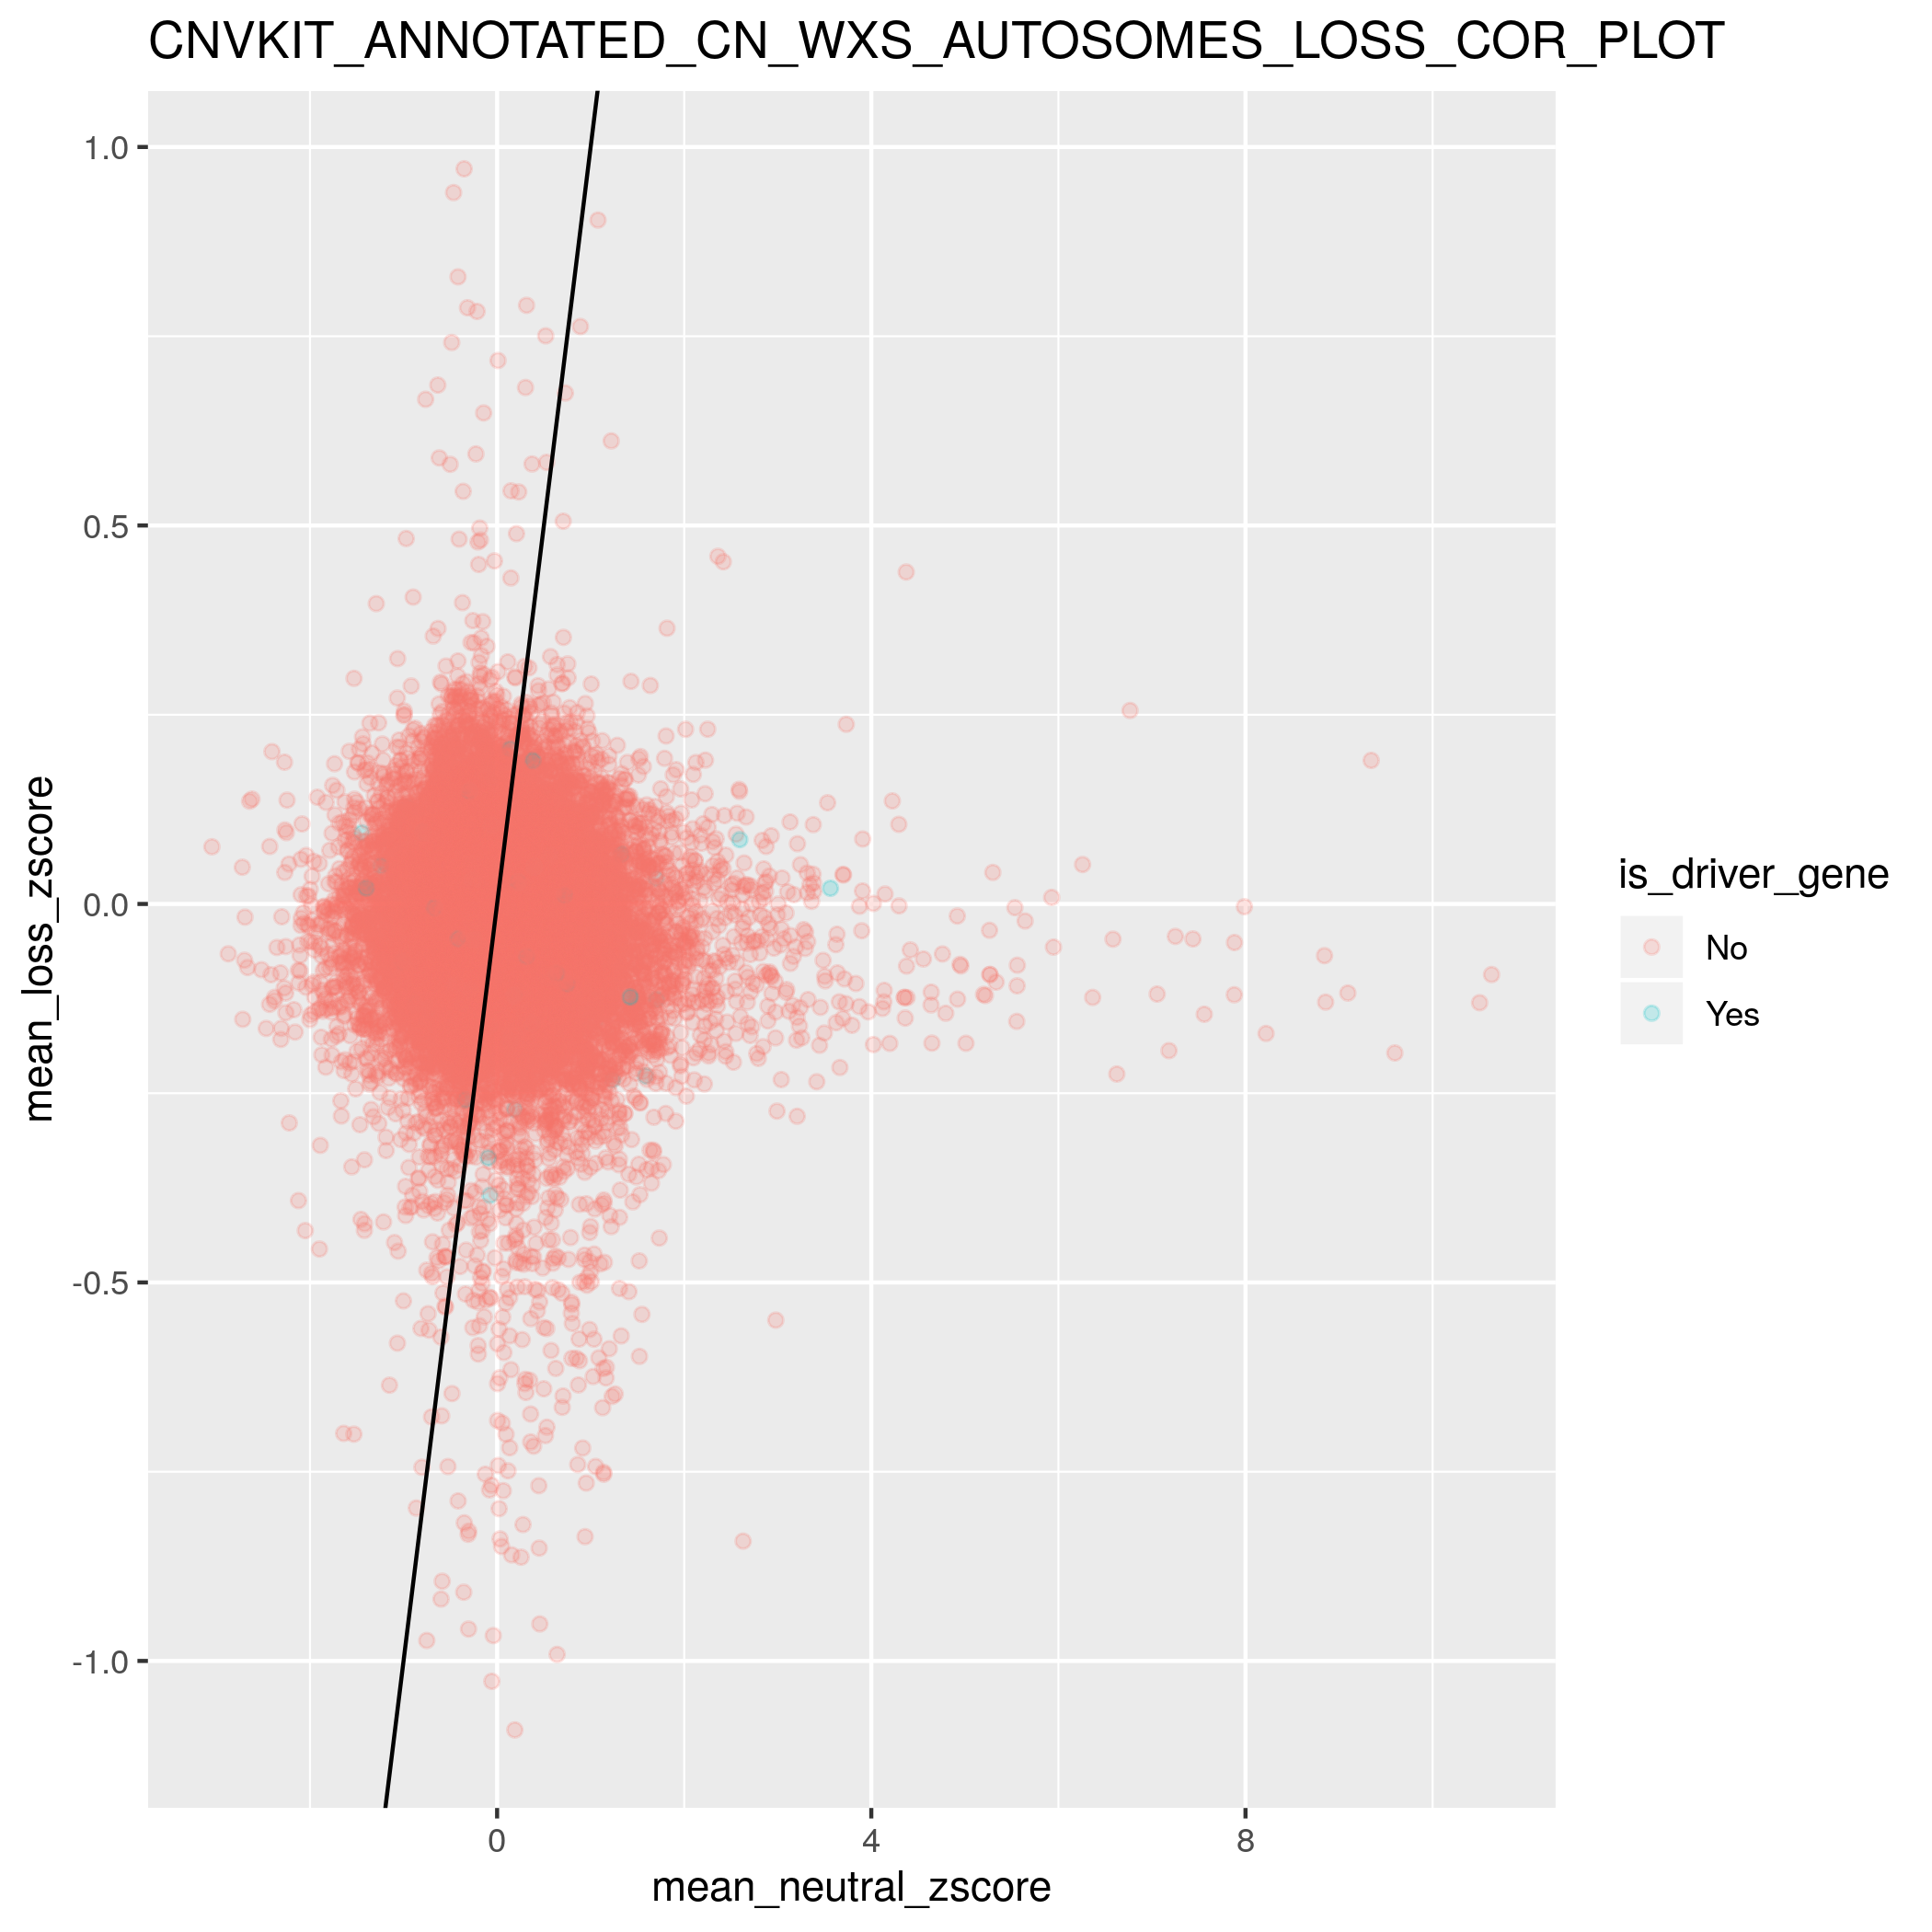 CNVKIT_ANNOTATED_CN_WXS_AUTOSOMES_LOSS_COR_PLOT
1.0
0.5
0.0
-0.5
-1.0
mean_loss_zscore
0
4
8
mean_neutral_zscore
is_driver_gene
No
Yes